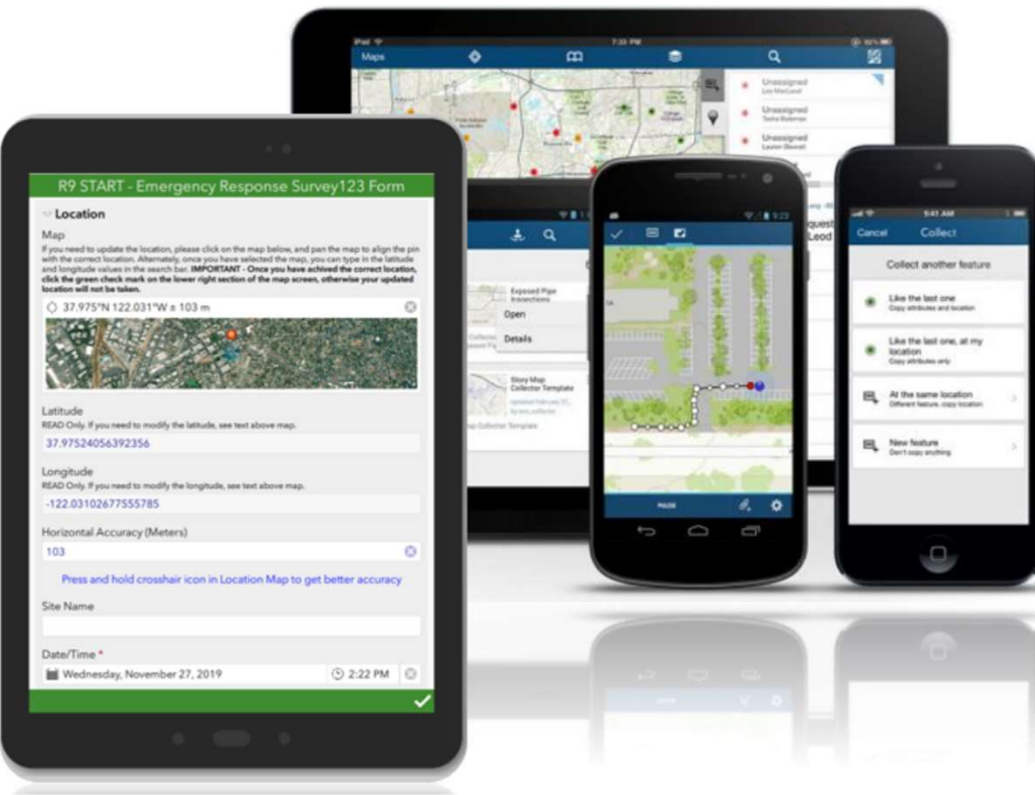 R9 START - Emergency Response Survey123 Form
Location
Map
If you need to update the location, please click on the map below, and pan the map to align the pin
with the correct location. Alternately, once you have selected the map, you can type in the latitude
and longitude values in the search bar. IMPORTANT - Once you have achived the correct location,
click the green check mark on the lower right section of the map screen, otherwise your updated
location will not be taken.
37.975°N 122.031°W ± 103 m
Latitude
READ Only. If you need to modify the latitude, see text above map.
37.97524056392356
Longitude
READ Only. If you need to modify the longitude, see text above map.
-122.03102677555785
Horizontal Accuracy (Meters)
103
Press and hold crosshair icon in Location Map to get better accuracy
Site Name
Date/Time *
Wednesday, November 27, 2019
2:22 PM
iPad
7:33 PM
Maps
Unassigned
Unassigned
Unassigned
Lauren Stewart
Exposed Pipe
Inspections
Open
Details
Story Map
Collector Template
Collector Template
9:23
PAUSE
9:41 AM
Cancel
Collect
Collect another feature
Like the last one
Copy attributes and location
Like the last one, at my
location
Copy attributes only
At the same location
Different feature, copy location
New feature
Don't copy anything